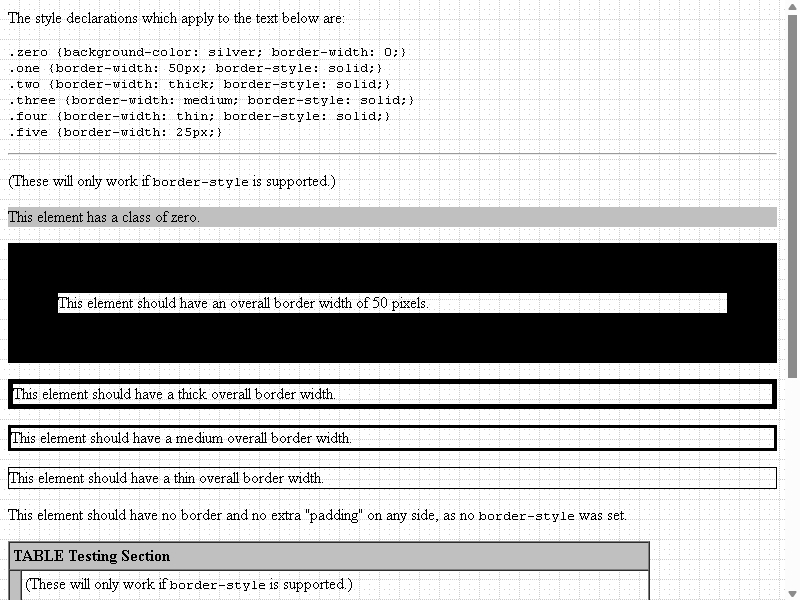 The style declarations which apply to the text below are:
.zero {background-color: silver; border-width: 0;}
.one {border-width: 50px; border-style: solid;}
.two {border-width: thick; border-style: solid;}
.three {border-width: medium; border-style: solid;}
.four {border-width: thin; border-style: solid;}
.five {border-width: 25px;}
(These will only work if border-style is supported.)
This element has a class of zero.
This element should have an overall border width of 50 pixels.
This element should have a thick overall border width.
This element should have a medium overall border width.
This element should have a thin overall border width.
This element should have no border and no extra "padding" on any side, as no border-style was set.
TABLE Testing Section
(These will only work if border-style is supported.)